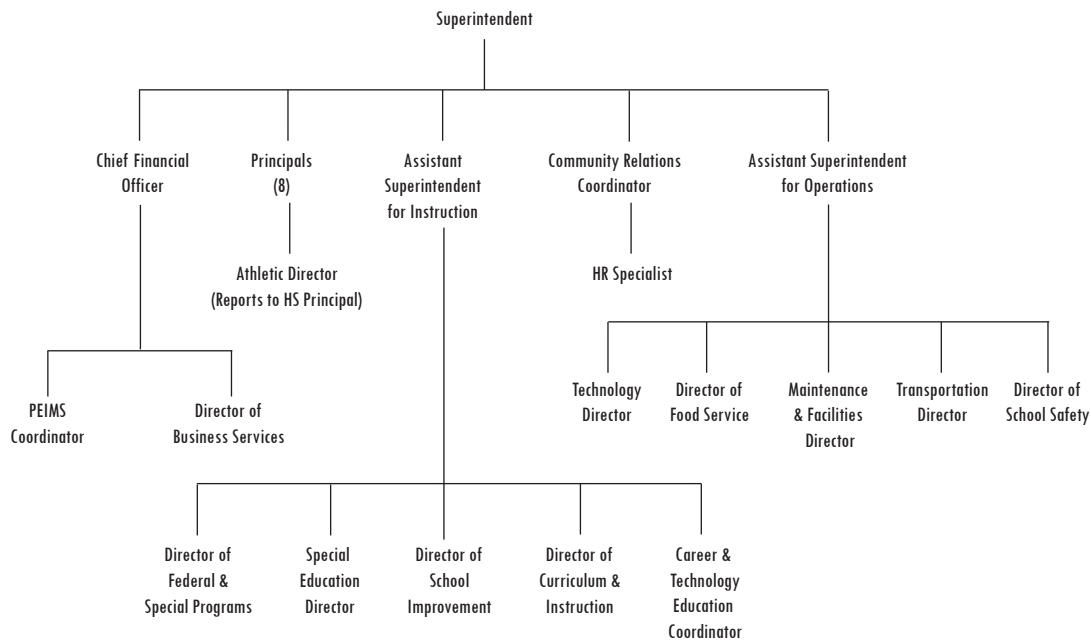 Superintendent
Chief Financial
Officer
Principals
(8)
Assistant
Superintendent
for Instruction
Community Relations
Coordinator
Assistant Superintendent
for Operations
Athletic Director
(Reports to HS Principal)
HR Specialist
PEIMS
Coordinator
Director of
Business Services
Technology
Director
Director of
Food Service
Maintenance
& Facilities
Director
Transportation
Director
Director of
School Safety
Director of
Federal &
Special Programs
Special
Education
Director
Director of
School
Improvement
Director of
Curriculum &
Instruction
Career &
Technology
Education
Coordinator